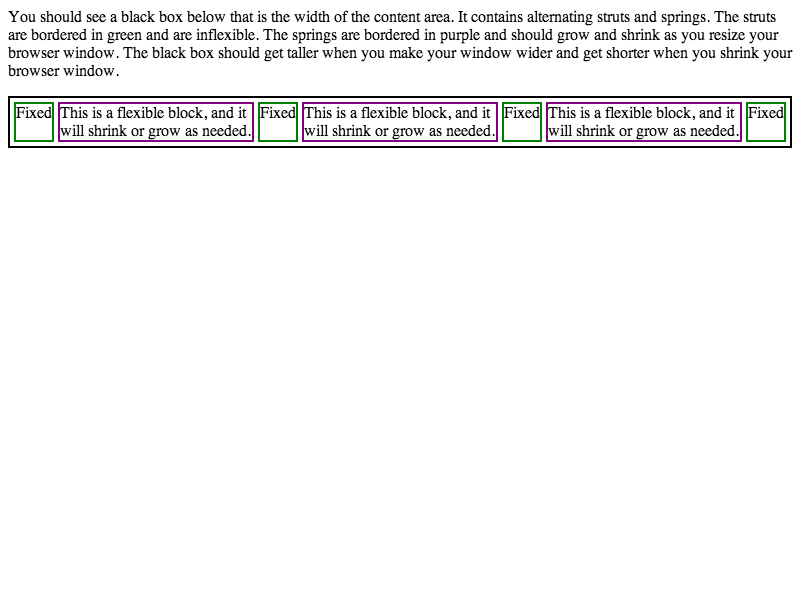 You should see a black box below that is the width of the content area. It contains alternating struts and springs. The struts
are bordered in green and are inflexible. The springs are bordered in purple and should grow and shrink as you resize your
browser window. The black box should get taller when you make your window wider and get shorter when you shrink your
browser window.
Fixed This is a flexible block, and it Fixed This is a flexible block, and it Fixed This is a flexible block, and it Fixed
will shrink or grow as needed. will shrink or grow as needed. will shrink or grow as needed.